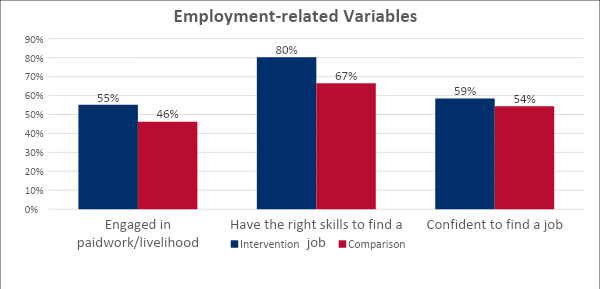 Employment-related Variables
90%
80%
70%
60%
50%
40%
30%
20%
10%
0%
55%
46%
80%
67%
59%
54%
Engaged in
paidwork/livelihood
Have the right skills to find a
job
Confident to find a job
Intervention
Comparison